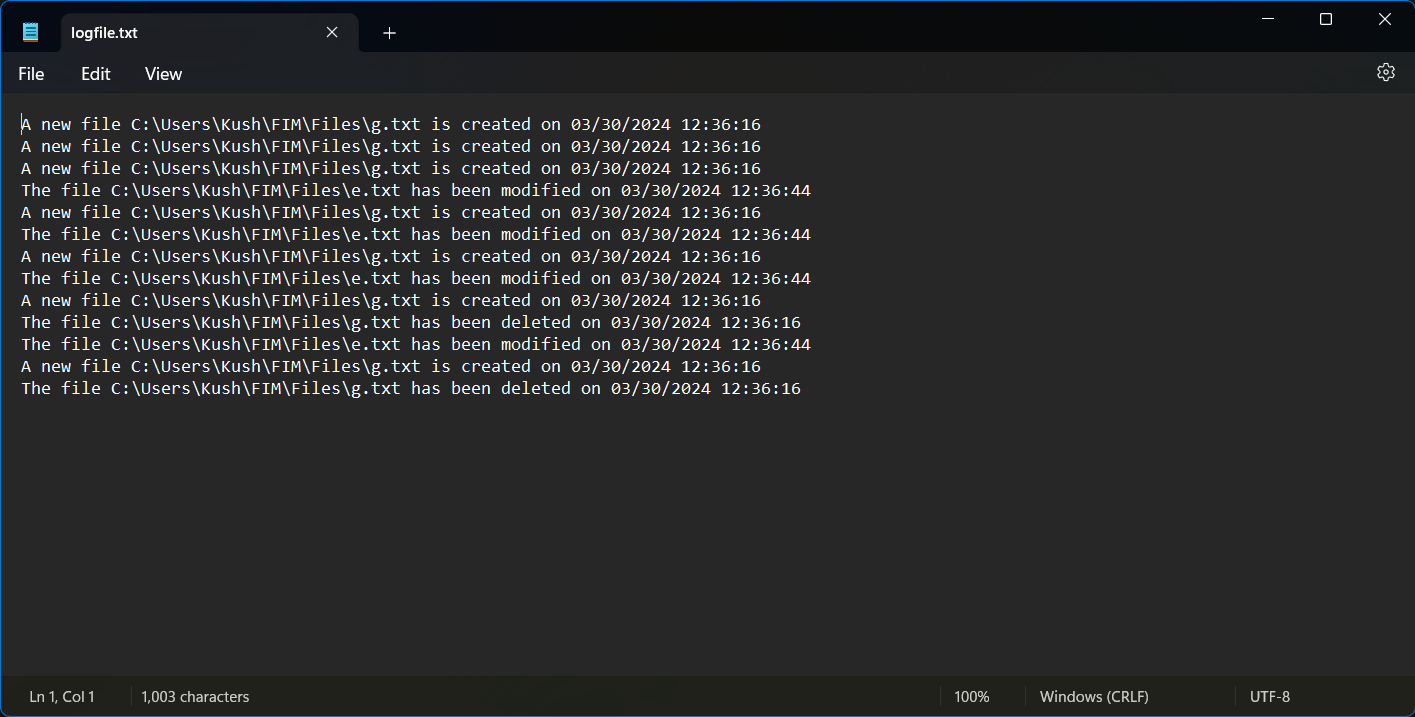 logfile.txt
File Edit View
A new file C:\Users\Kush\FIM\Files\g.txt is created on 03/30/2024 12:36:16
A new file C:\Users\Kush\FIM\Files\g.txt is created on 03/30/2024 12:36:16
A new file C:\Users\Kush\FIM\Files\g.txt is created on 03/30/2024 12:36:16
The file C:\Users\Kush\FIM\Files\e.txt has been modified on 03/30/2024 12:36:44
A new file C:\Users\Kush\FIM\Files\g.txt is created on 03/30/2024 12:36:16
The file C:\Users\Kush\FIM\Files\e.txt has been modified on 03/30/2024 12:36:44
A new file C:\Users\Kush\FIM\Files\g.txt is created on 03/30/2024 12:36:16
The file C:\Users\Kush\FIM\Files\e.txt has been modified on 03/30/2024 12:36:44
A new file C:\Users\Kush\FIM\Files\g.txt is created on 03/30/2024 12:36:16
The file C:\Users\Kush\FIM\Files\g.txt has been deleted on 03/30/2024 12:36:16
The file C:\Users\Kush\FIM\Files\e.txt has been modified on 03/30/2024 12:36:44
A new file C:\Users\Kush\FIM\Files\g.txt is created on 03/30/2024 12:36:16
The file C:\Users\Kush\FIM\Files\g.txt has been deleted on 03/30/2024 12:36:16
Ln 1, Col 1 1,003 characters 100% Windows (CRLF) UTF-8